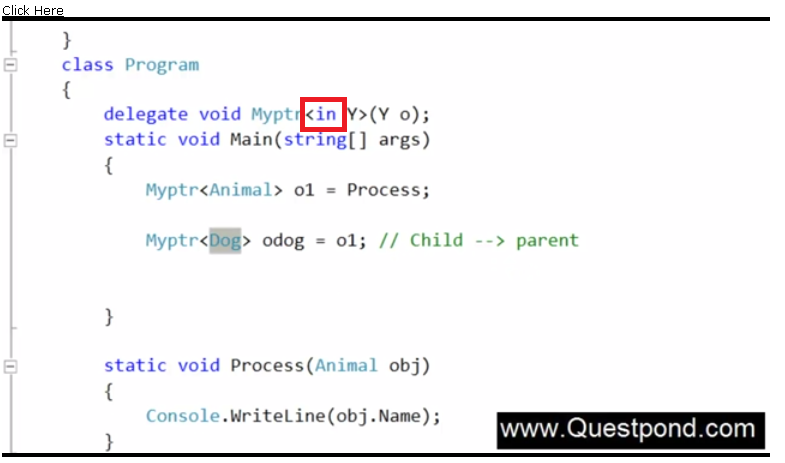 Click Here
}
class Program
{
delegate void Myptr<in Y>(Y o);
static void Main(string[] args)
{
Myptr<Animal> o1 = Process;
Myptr<Dog> odog = o1; // Child --> parent
}
static void Process(Animal obj)
{
Console.WriteLine(obj.Name);
}
www.Questpond.com